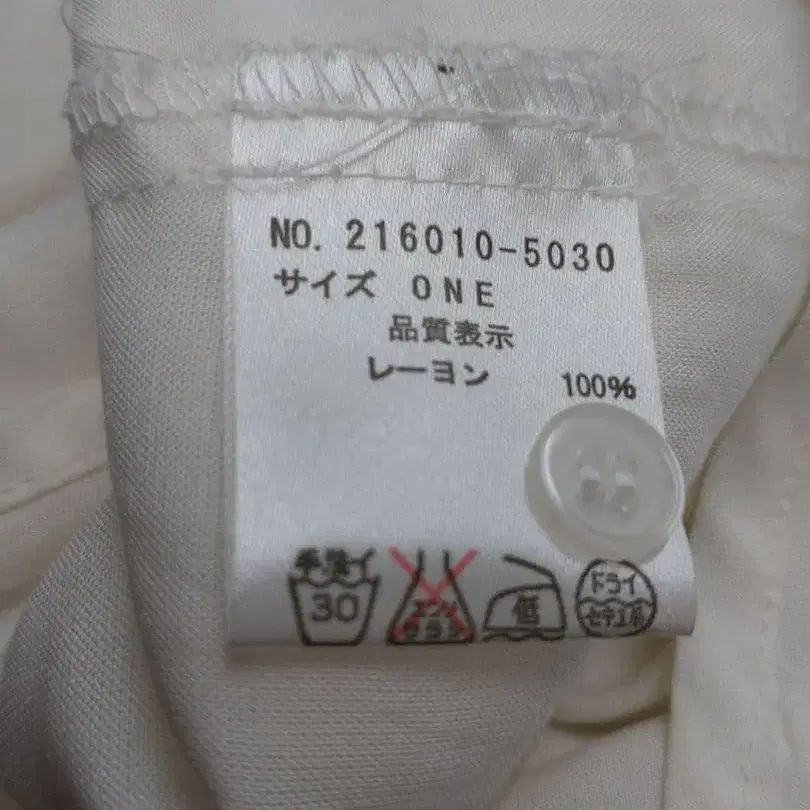 NO. 216010-5030
サイズ ONE
品質表示
レーヨン 100%
手洗イ
30
エンソ
サラシ
低
ドライ
セキユ系